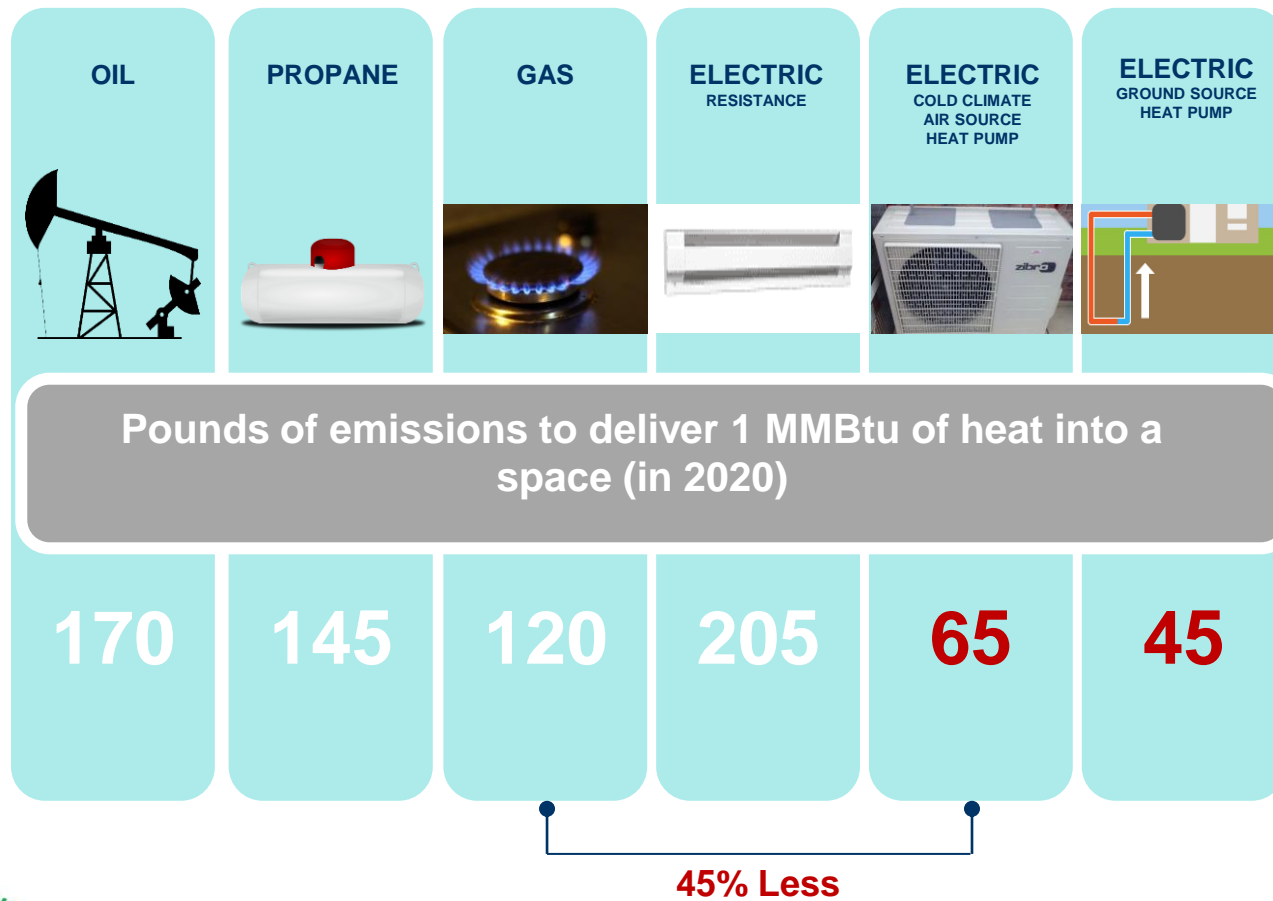 OIL
PROPANE
GAS
ELECTRIC
RESISTANCE
ELECTRIC
COLD CLIMATE
AIR SOURCE
HEAT PUMP
ELECTRIC
GROUND SOURCE
HEAT PUMP
zibro
Pounds of emissions to deliver 1 MMBtu of heat into a
space (in 2020)
170
145
120
205
65
45
45% Less